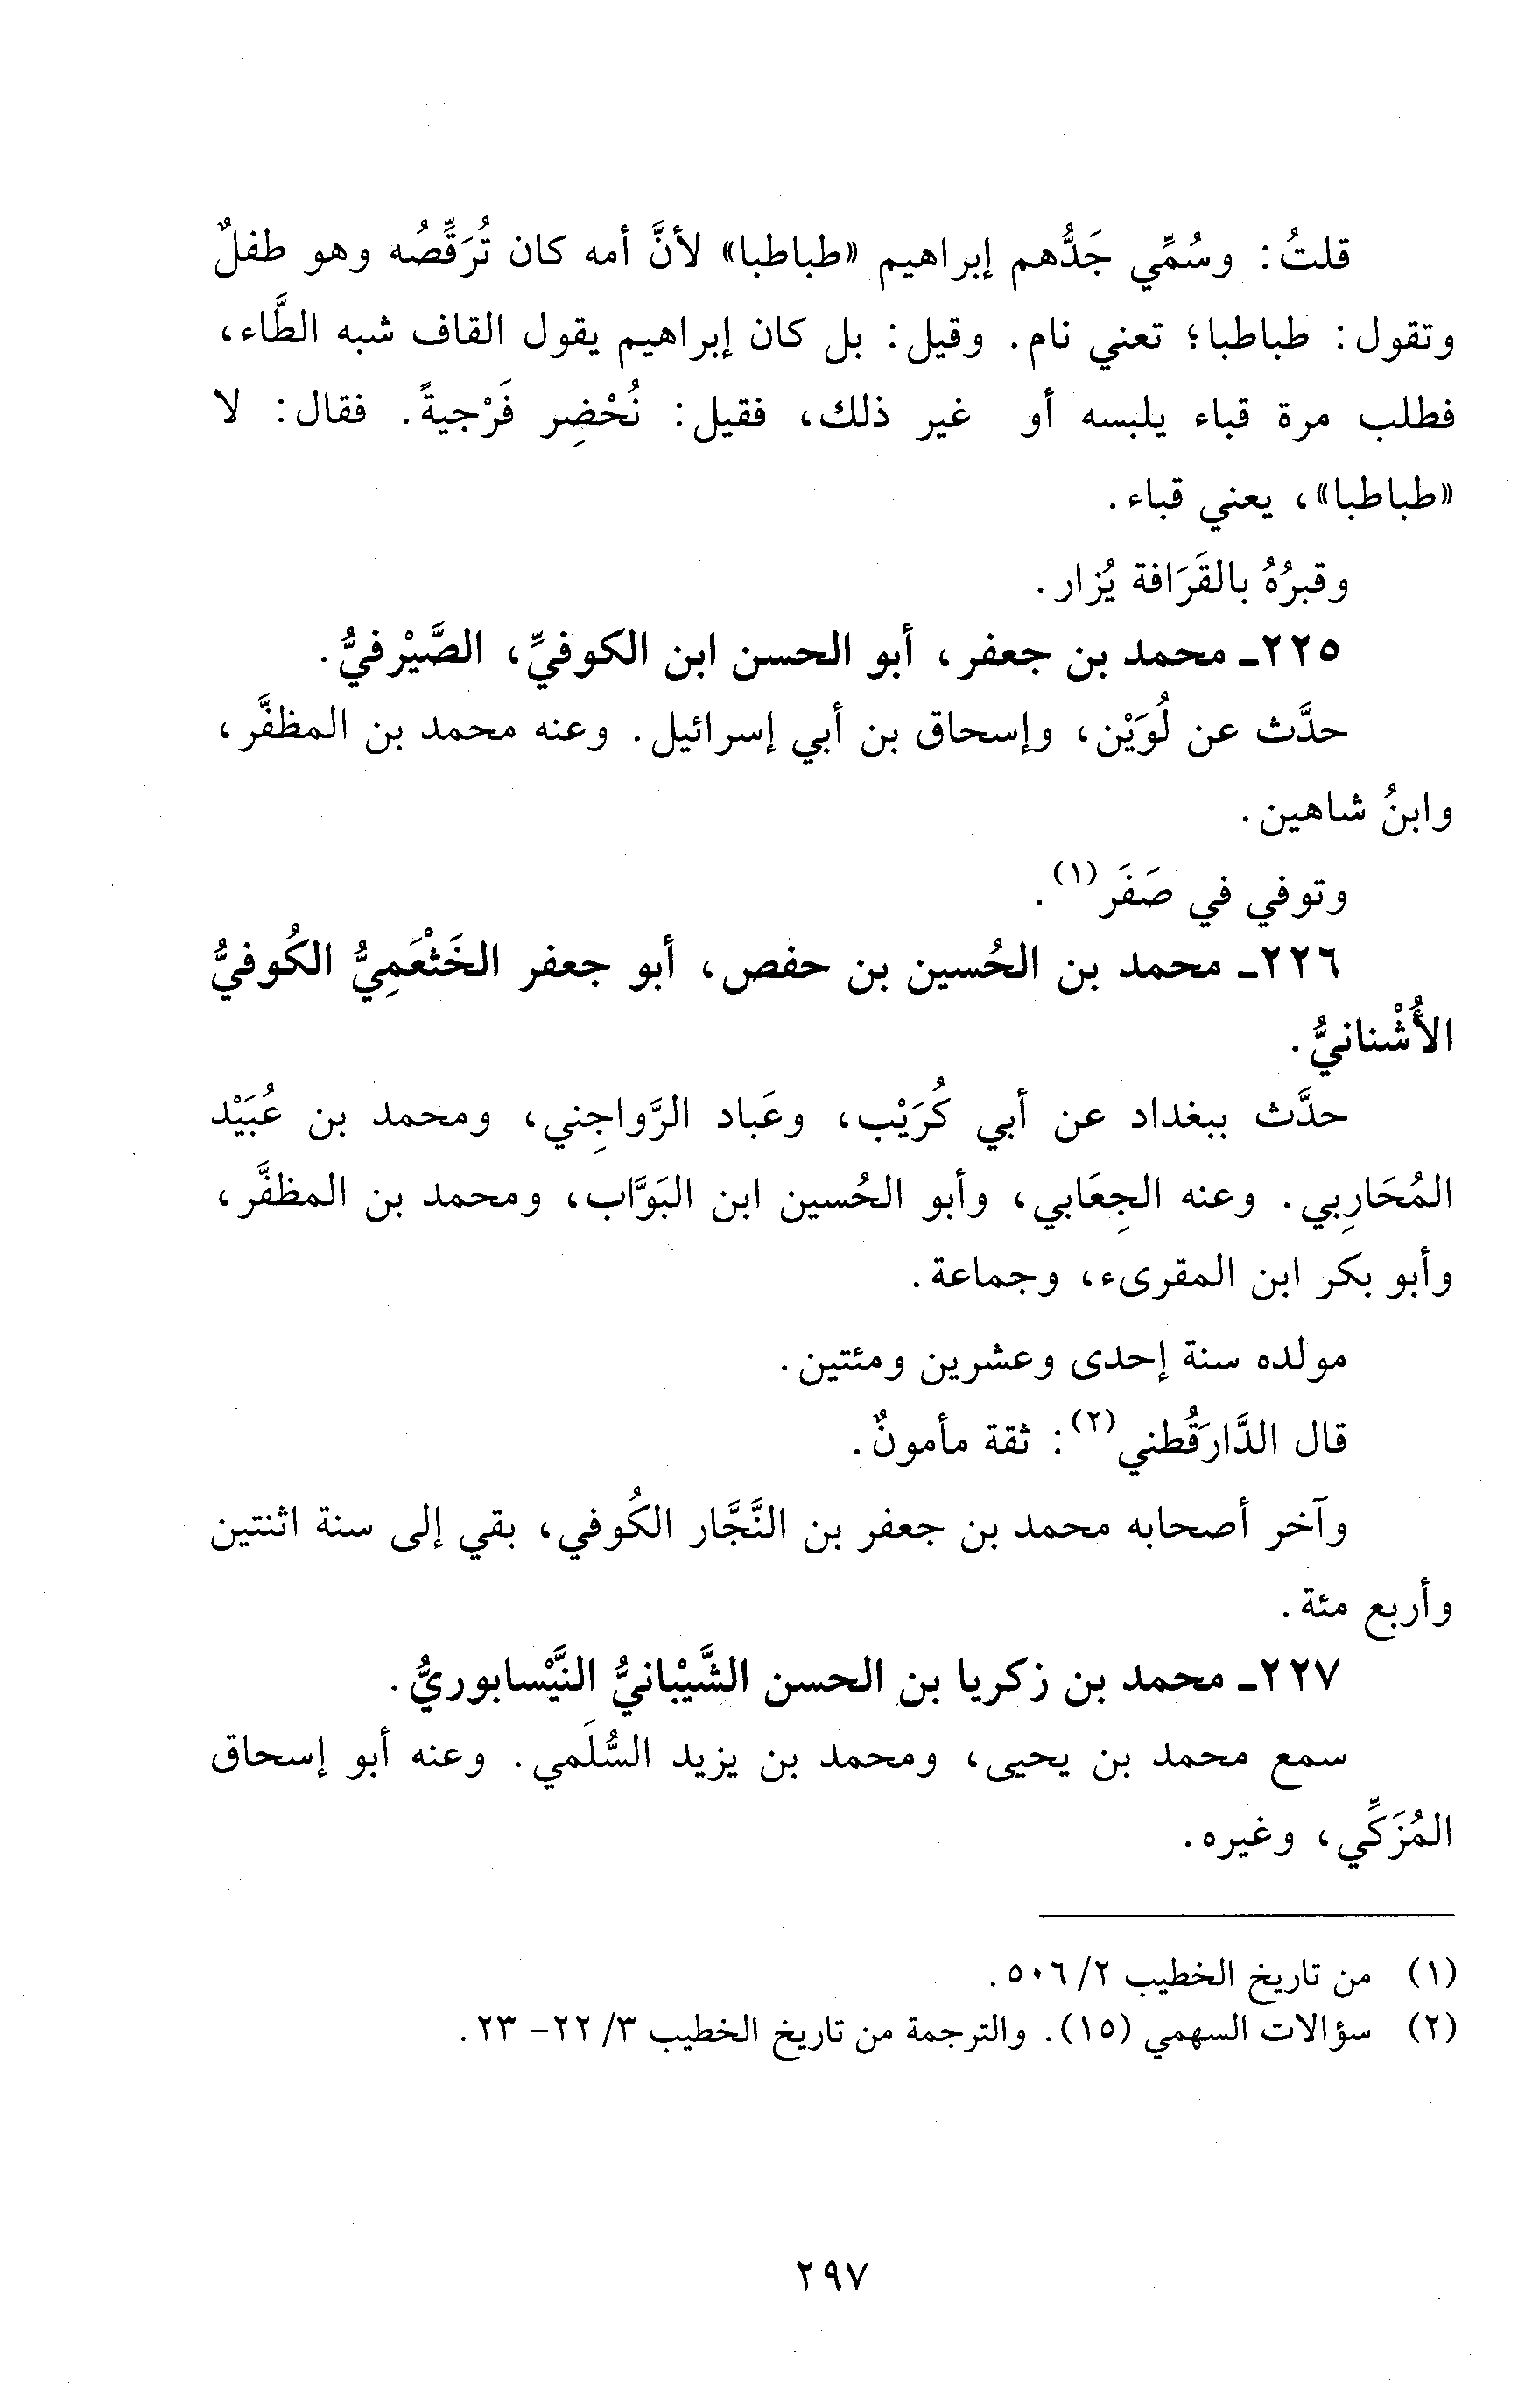 قلتُ: وسُمِّي جَدُّهم إبراهيم «طباطبا» لأنَّ أمه كان تُرَقِّصُه وهو طفلٌ
وتقول: طباطبا؛ تعني نام. وقيل: بل كان إبراهيم يقول القاف شبه الطَّاء،
فطلب مرة قباء يلبسه أو غير ذلك، فقيل: نُحْضِر فَرْجيةً. فقال: لا
«طباطبا»، يعني قباء.
وقبرُهُ بالقَرَافة يُزار.
٢٢٥ـ محمد بن جعفر، أبو الحسن ابن الكوفيِّ، الصَّيْرفيُّ.
حدَّث عن لُوَيْن، وإسحاق بن أبي إسرائيل. وعنه محمد بن المظفَّر،
وابنُ شاهين.
وتوفي في صَفَر(١).
٢٢٦ـ محمد بن الحُسين بن حفص، أبو جعفر الخَثْعَمِيُّ الكُوفيُّ
الأُشْنانيُّ.
حدَّث ببغداد عن أبي كُرَيْب، وعَباد الرَّواجِني، ومحمد بن عُبَيْد
المُحَارِبي. وعنه الجِعَابي، وأبو الحُسين ابن البَوَّاب، ومحمد بن المظفَّر،
وأبو بكر ابن المقرىء، وجماعة.
مولده سنة إحدى وعشرين ومئتين.
قال الدَّارَقُطني(٢): ثقة مأمونٌ.
وآخر أصحابه محمد بن جعفر بن النَّجَّار الكُوفي، بقي إلى سنة اثنتين
وأربع مئة.
٢٢٧ـ محمد بن زكريا بن الحسن الشَّيْبانيُّ النَّيْسابوريُّ.
سمع محمد بن يحيى، ومحمد بن يزيد السُّلَمي. وعنه أبو إسحاق
المُزَكِّي، وغيره.
(١) من تاريخ الخطيب ٢/ ٥٠٦.
(٢) سؤالات السهمي (١٥). والترجمة من تاريخ الخطيب ٣/ ٢٢- ٢٣.
٢٩٧